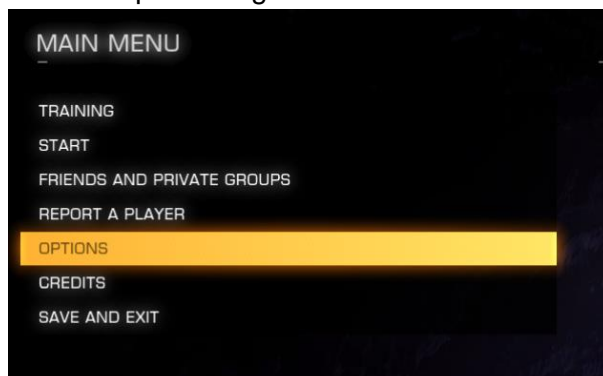 MAIN MENU
TRAINING
START
FRIENDS AND PRIVATE GROUPS
REPORT A PLAYER
OPTIONS
CREDITS
SAVE AND EXIT